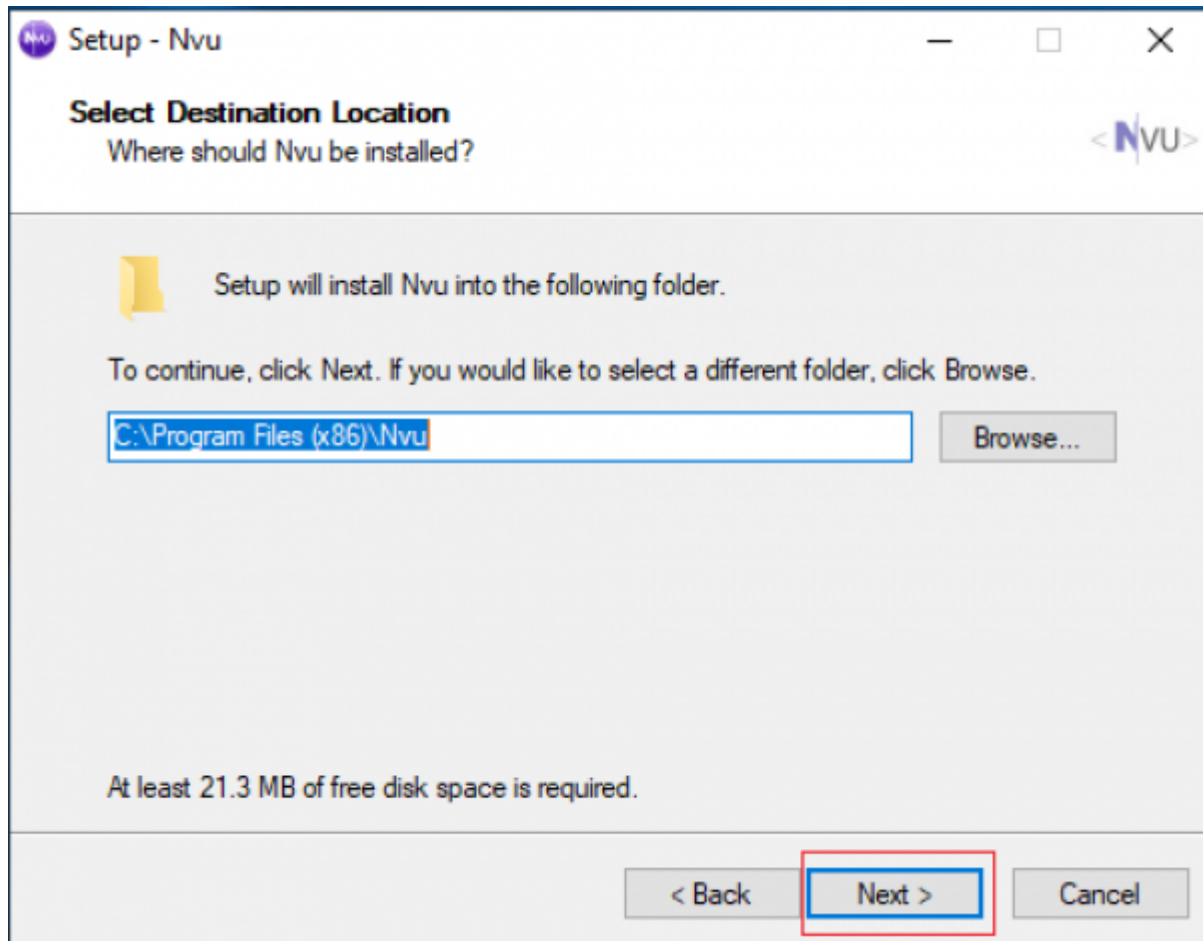 Nvu
Setup - Nvu
Select Destination Location
Where should Nvu be installed?
<NVU>
Setup will install Nvu into the following folder.
To continue, click Next. If you would like to select a different folder, click Browse.
C:\Program Files (x86)\Nvu
Browse...
At least 21.3 MB of free disk space is required.
< Back
Next >
Cancel